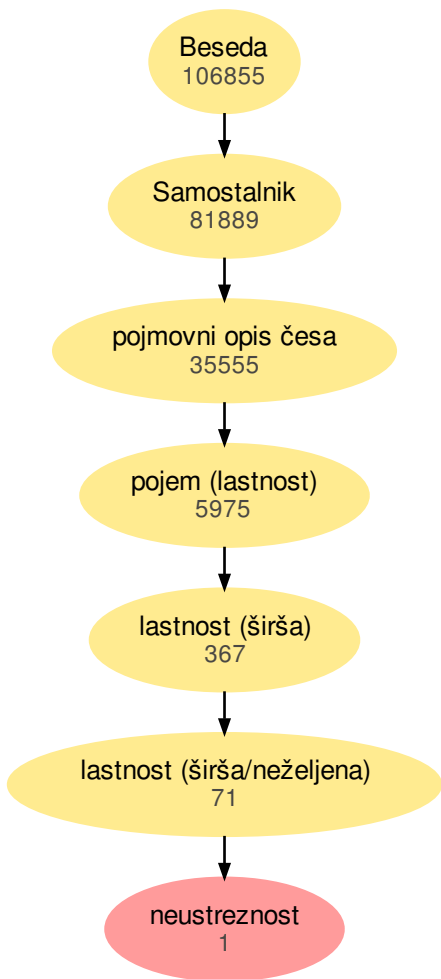 Beseda
106855
Samostalnik
81889
pojmovni opis česa
35555
pojem (lastnost)
5975
lastnost (širša)
367
lastnost (širša/neželjena)
71
neustreznost
1